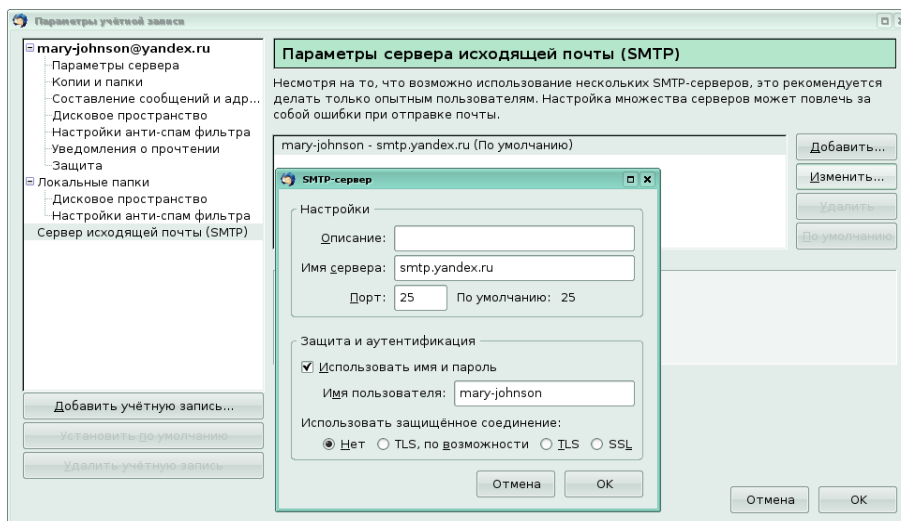 Параметры учётной записи
mary-johnson@yandex.ru
Параметры сервера
Копии и папки
Составление сообщений и адр...
Дисковое пространство
Настройки анти-спам фильтра
Уведомления о прочтении
Защита
Локальные папки
Дисковое пространство
Настройки анти-спам фильтра
Сервер исходящей почты (SMTP)
Добавить учётную запись...
Установить по умолчанию
Удалить учётную запись
Параметры сервера исходящей почты (SMTP)
Несмотря на то, что возможно использование нескольких SMTP-серверов, это рекомендуется
делать только опытным пользователям. Настройка множества серверов может повлечь за
собой ошибки при отправке почты.
mary-johnson - smtp.yandex.ru (По умолчанию)
Добавить...
Изменить...
Удалить
По умолчанию
SMTP-сервер
Настройки
Описание:
Имя сервера: smtp.yandex.ru
Порт: 25 По умолчанию: 25
Защита и аутентификация
Использовать имя и пароль
Имя пользователя: mary-johnson
Использовать защищённое соединение:
Нет TLS, по возможности TLS SSL
Отмена OK
Отмена OK